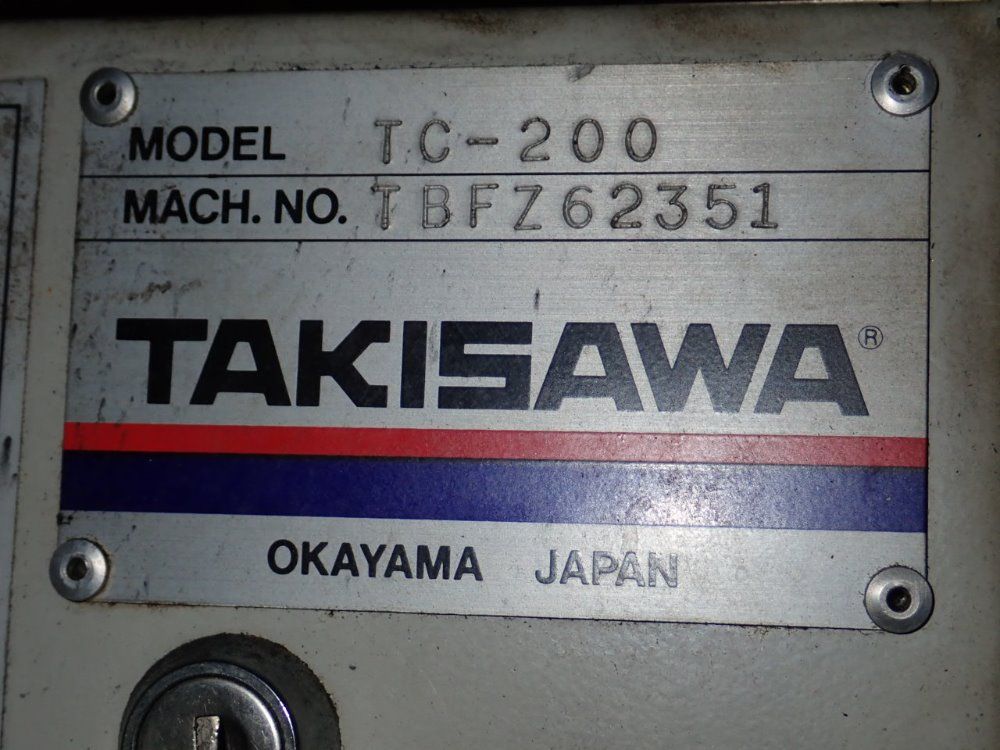 MODEL TC-200
MACH. NO. TBFZ62351
TAKISAWA®
OKAYAMA JAPAN